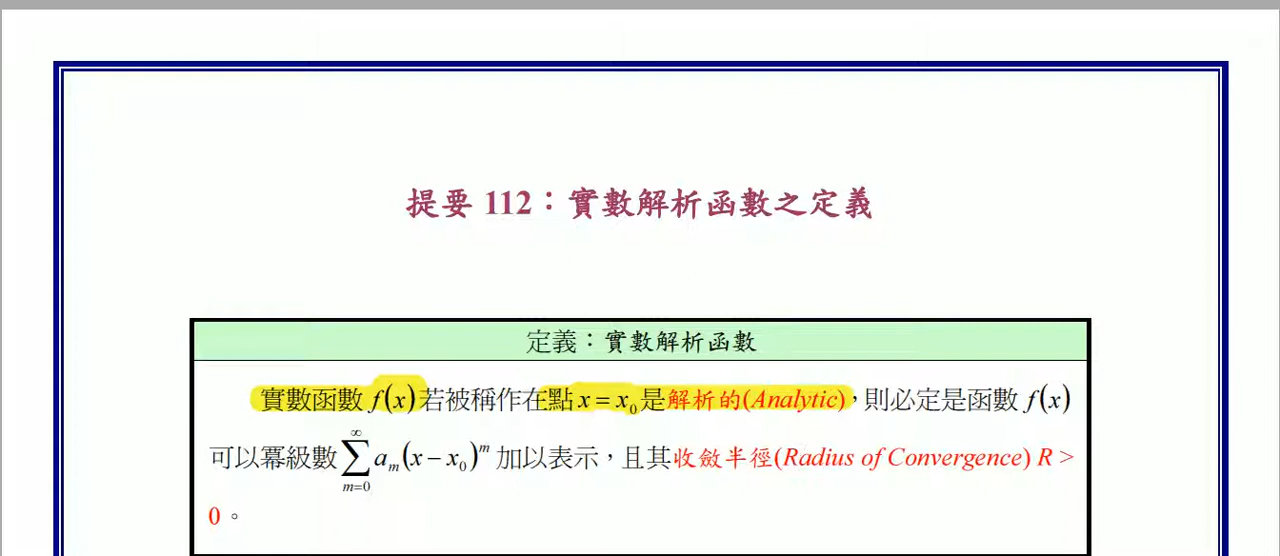 提要 112：實數解析函數之定義
定義：實數解析函數
實數函數 f(x) 若被稱作在點 x = x₀ 是解析的(Analytic)，則必定是函數 f(x)
可以冪級數 ∑_{m=0}^{∞} aₘ(x − x₀)ᵐ 加以表示，且其收斂半徑(Radius of Convergence) R >
0。